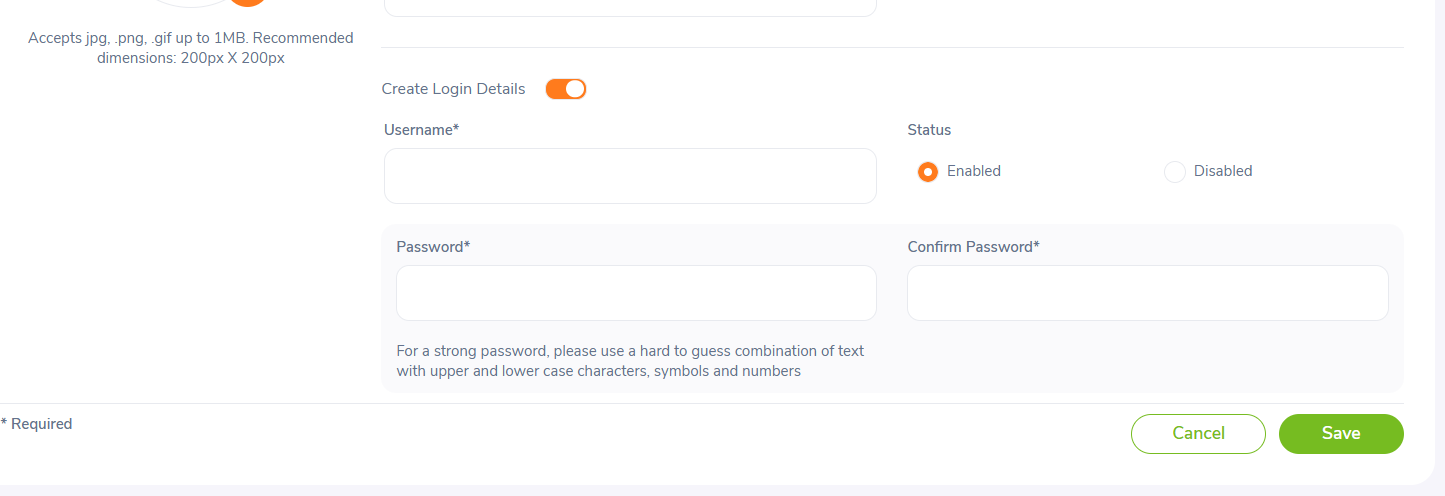 Accepts jpg, .png, .gif up to 1MB. Recommended
dimensions: 200px X 200px
Create Login Details
Username*
Status
Enabled
Disabled
Password*
Confirm Password*
For a strong password, please use a hard to guess combination of text
with upper and lower case characters, symbols and numbers
* Required
Cancel
Save